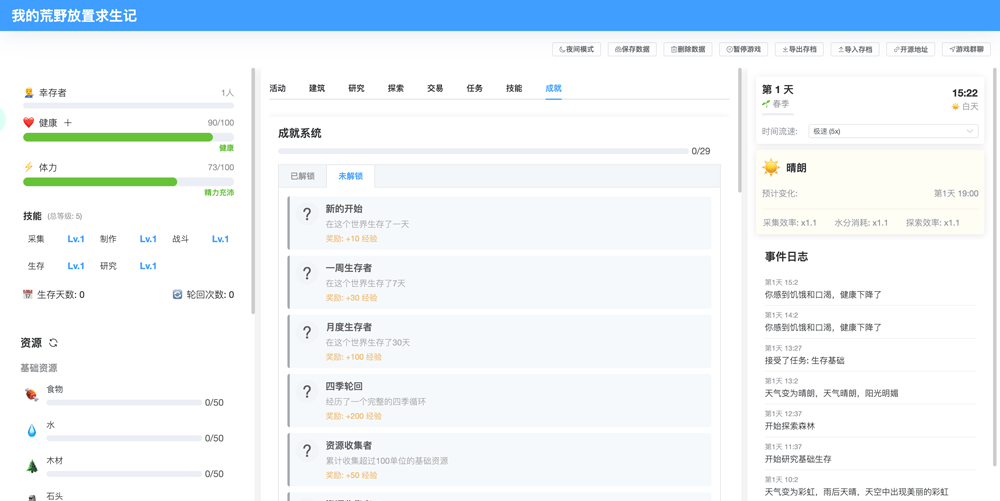 我的荒野放置求生记
夜间模式 保存数据 删除数据 暂停游戏 导出存档 导入存档 开源地址 游戏群聊
幸存者 1人
健康 + 90/100
健康
体力 73/100
精力充沛
技能 (总等级: 5)
采集 Lv.1 制作 Lv.1 战斗 Lv.1
生存 Lv.1 研究 Lv.1
生存天数: 0 轮回次数: 0
资源
基础资源
食物
0/50
水
0/50
木材
0/50
石头
活动 建筑 研究 探索 交易 任务 技能 成就
成就系统
0/29
已解锁 未解锁
?
新的开始
在这个世界生存了一天
奖励: +10 经验
?
一周生存者
在这个世界生存了7天
奖励: +30 经验
?
月度生存者
在这个世界生存了30天
奖励: +100 经验
?
四季轮回
经历了一个完整的四季循环
奖励: +200 经验
?
资源收集者
累计收集超过100单位的基础资源
奖励: +50 经验
第 1 天 15:22
春季 白天
时间流速: 极速 (5x)
晴朗
预计变化: 第1天 19:00
采集效率: x1.1 水分消耗: x1.1 探索效率: x1.1
事件日志
第1天 15:2
你感到饥饿和口渴，健康下降了
第1天 14:2
你感到饥饿和口渴，健康下降了
第1天 13:27
接受了任务: 生存基础
第1天 13:2
天气变为晴朗，天气晴朗，阳光明媚
第1天 12:37
开始探索森林
第1天 11:37
开始研究基础生存
第1天 10:2
天气变为彩虹，雨后天晴，天空中出现美丽的彩虹